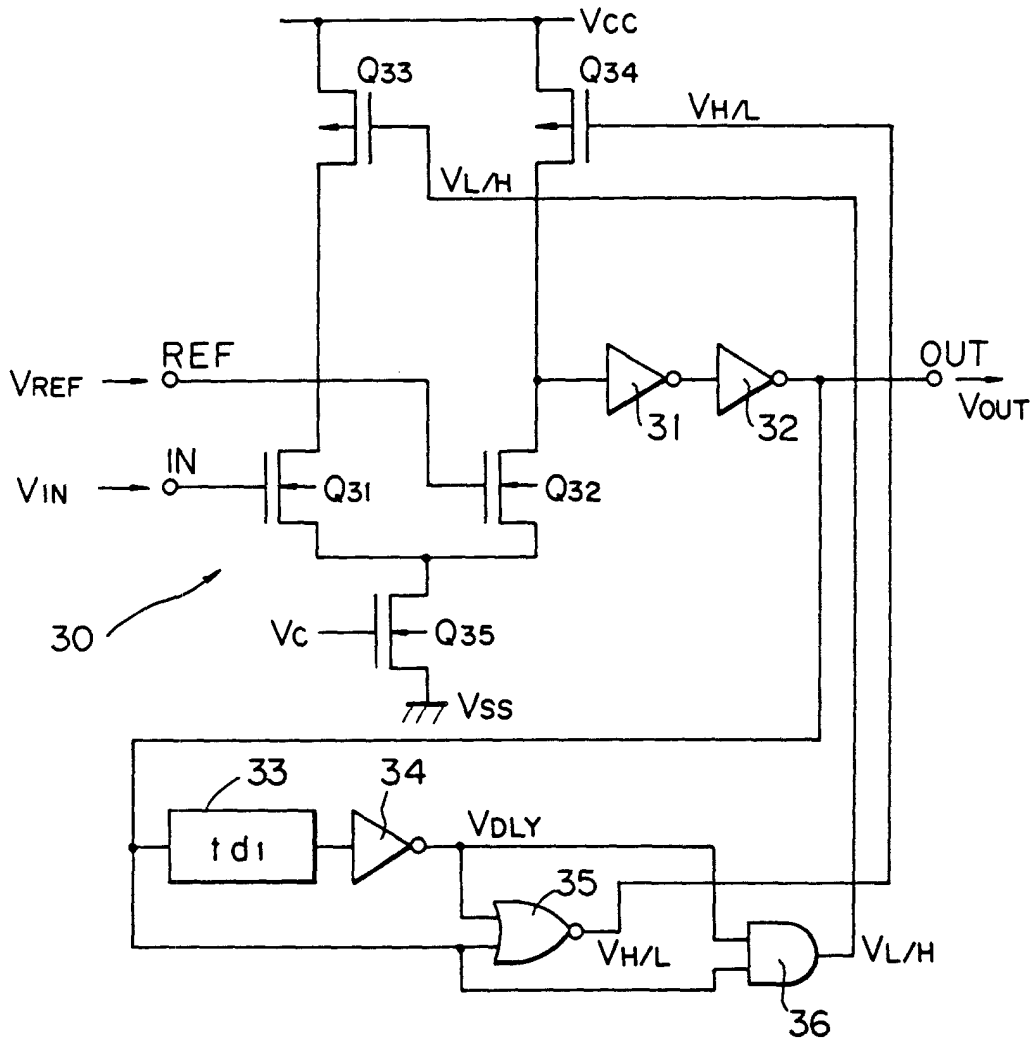 VCC
Q33
Q34
VH/L
VL/H
REF
VREF
OUT
31
32
VOUT
IN
VIN
Q31
Q32
30
VC
Q35
VSS
33
34
td1
VDLY
35
VH/L
VL/H
36